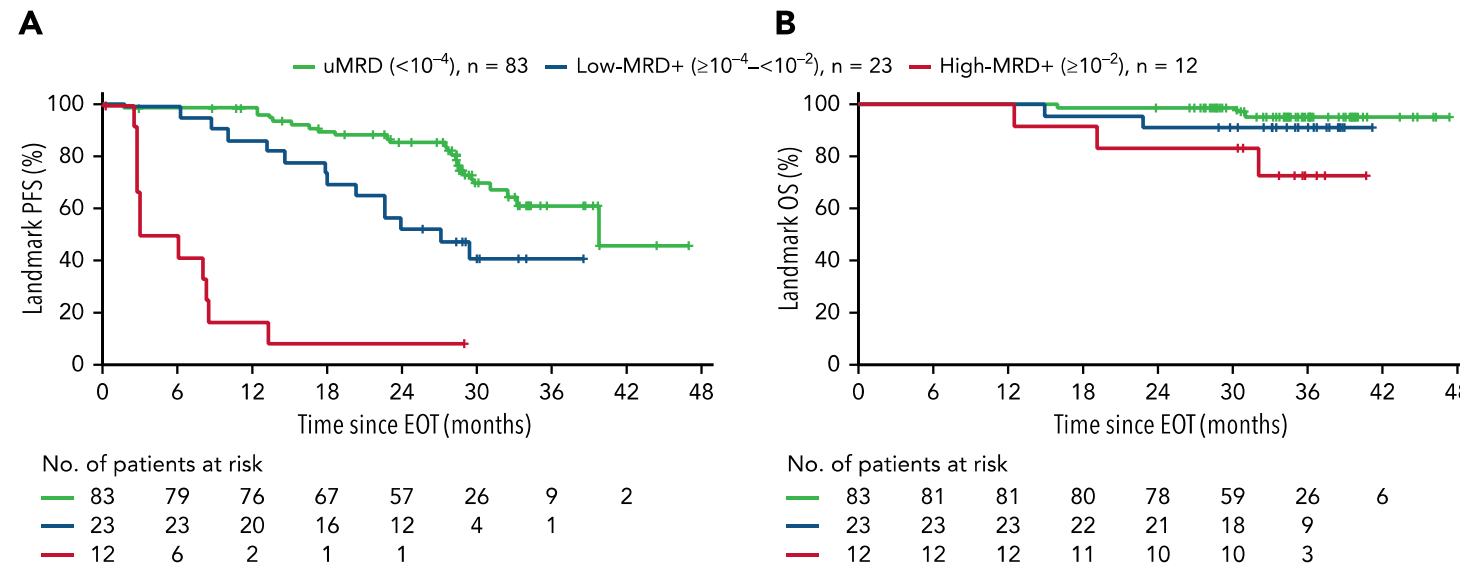 A
B
uMRD (<10⁻⁴), n = 83 Low-MRD+ (≥10⁻⁴–<10⁻²), n = 23 High-MRD+ (≥10⁻²), n = 12
Landmark PFS (%)
100
80
60
40
20
0
0 6 12 18 24 30 36 42 48
Time since EOT (months)
No. of patients at risk
83 79 76 67 57 26 9 2
23 23 20 16 12 4 1
12 6 2 1 1
Landmark OS (%)
100
80
60
40
20
0
0 6 12 18 24 30 36 42 48
Time since EOT (months)
No. of patients at risk
83 81 81 80 78 59 26 6
23 23 23 22 21 18 9
12 12 12 11 10 10 3